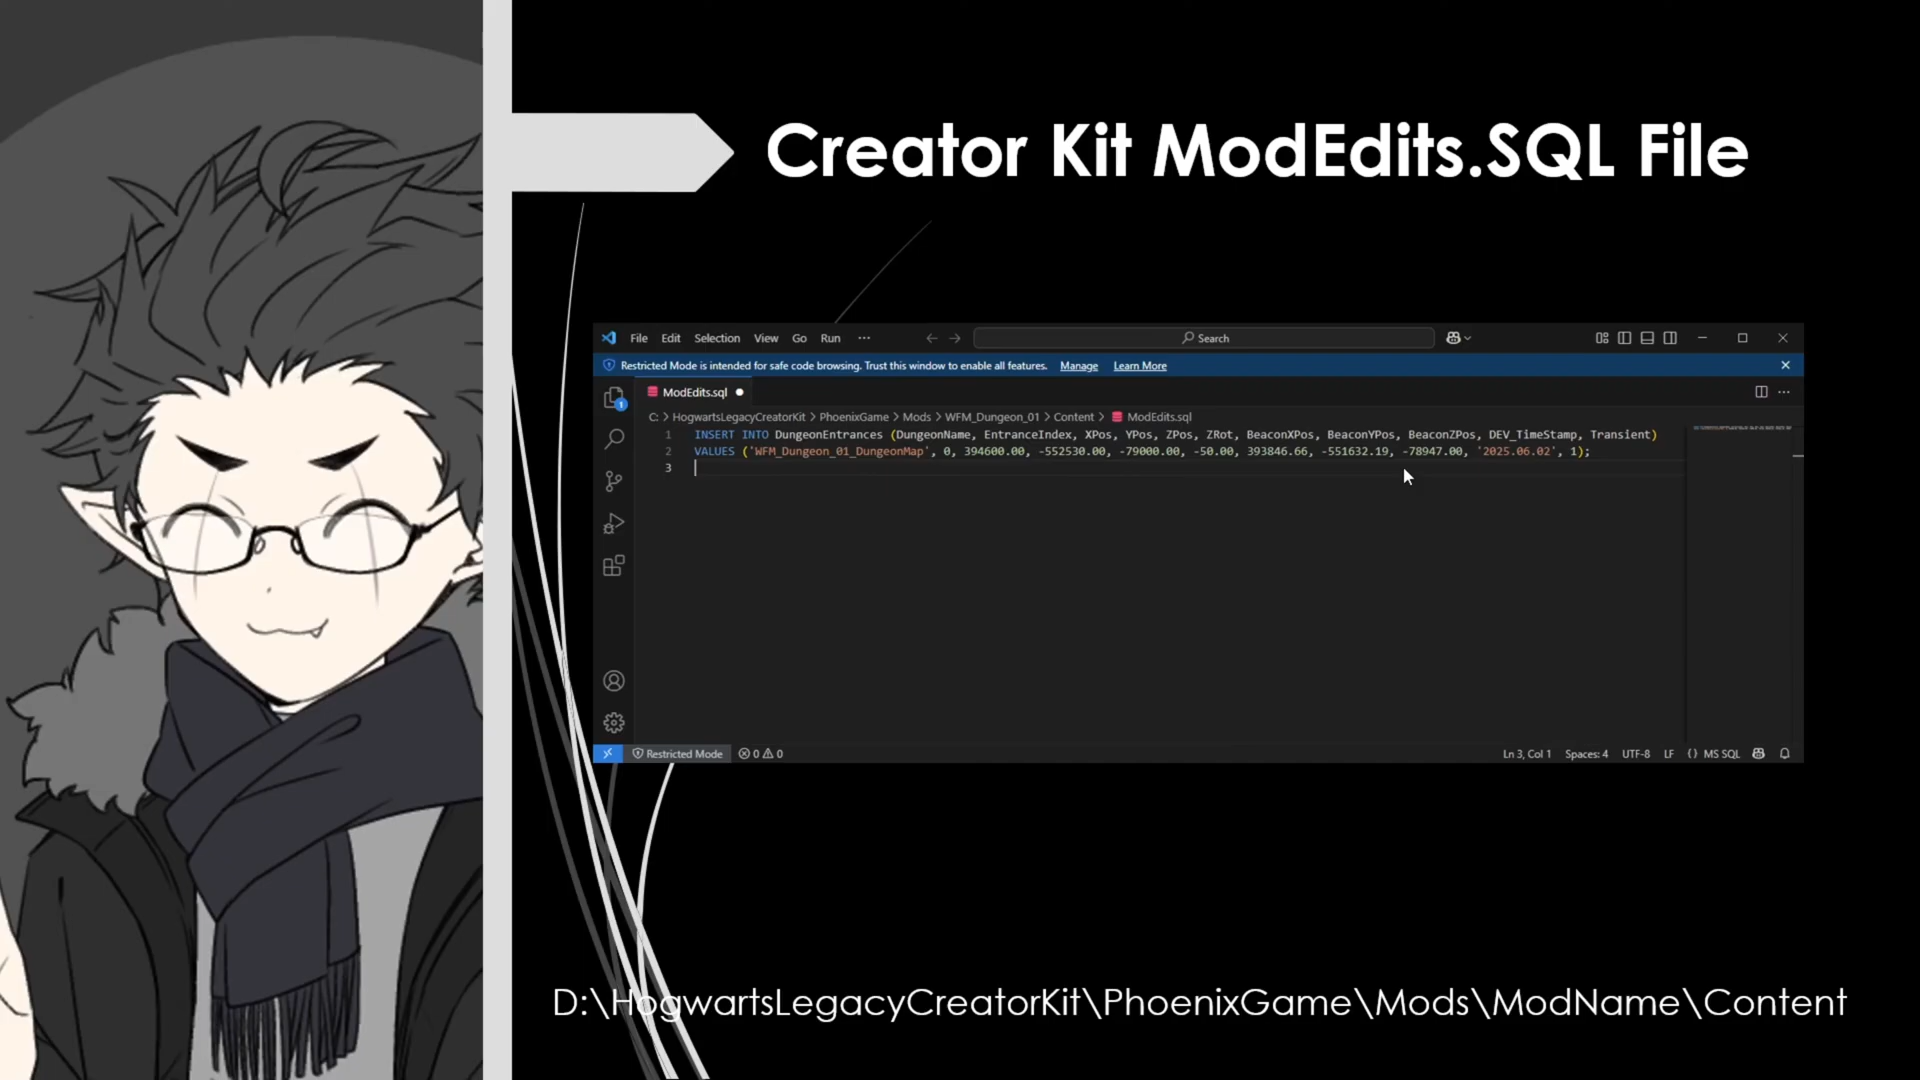 Creator Kit ModEdits.SQL File
File Edit Selection View Go Run ··· Search
Restricted Mode is intended for safe code browsing. Trust this window to enable all features. Manage Learn More
1
ModEdits.sql
C: > HogwartsLegacyCreatorKit > PhoenixGame > Mods > WFM_Dungeon_01 > Content > ModEdits.sql
1 INSERT INTO DungeonEntrances (DungeonName, EntranceIndex, XPos, YPos, ZPos, ZRot, BeaconXPos, BeaconYPos, BeaconZPos, DEV_TimeStamp, Transient)
2 VALUES ('WFM_Dungeon_01_DungeonMap', 0, 394600.00, -552530.00, -79000.00, -50.00, 393846.66, -551632.19, -78947.00, '2025.06.02', 1);
3
Restricted Mode 0 0 Ln 3, Col 1 Spaces: 4 UTF-8 LF {} MS SQL
D:\HogwartsLegacyCreatorKit\PhoenixGame\Mods\ModName\Content